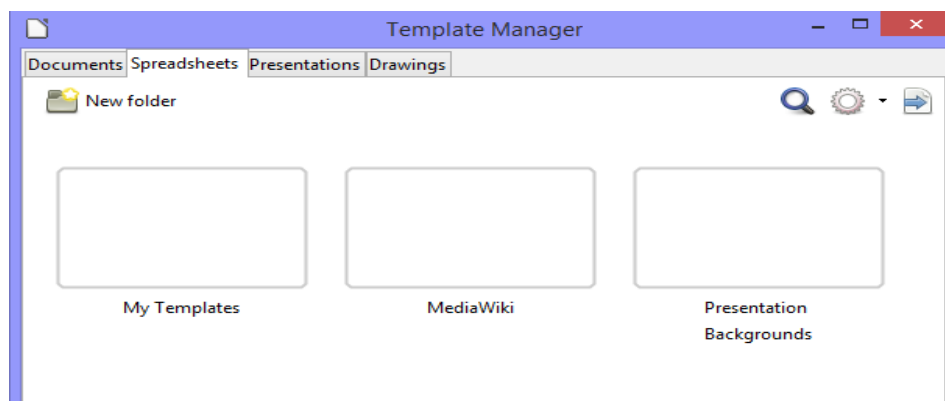 Template Manager
Documents Spreadsheets Presentations Drawings
New folder
My Templates MediaWiki Presentation
Backgrounds